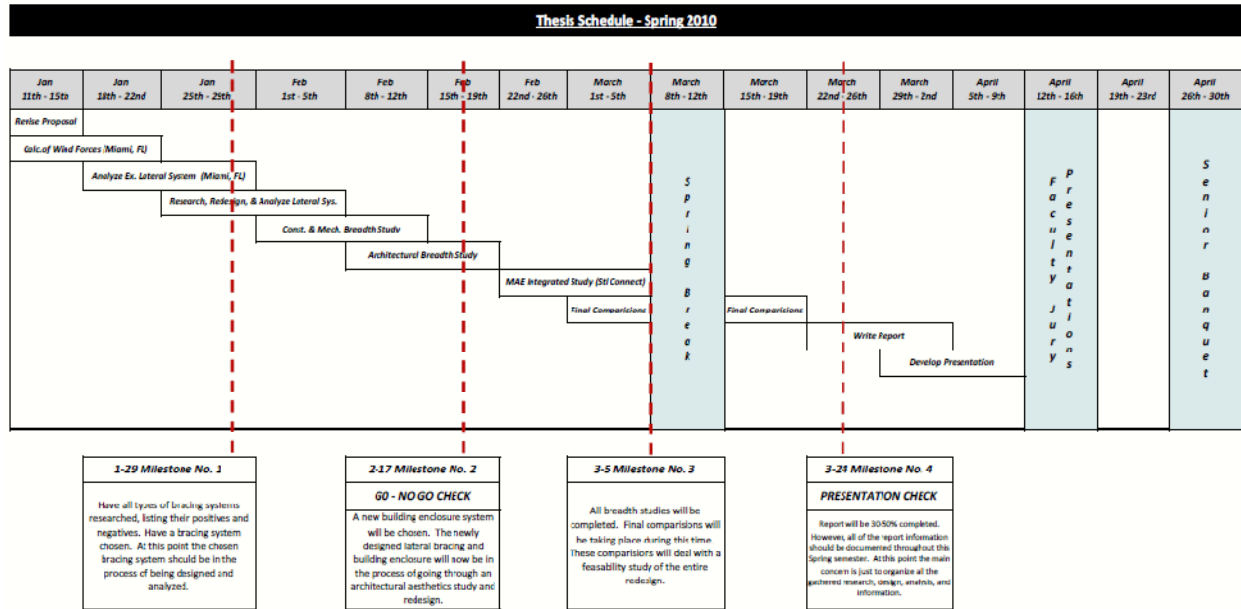 Thesis Schedule - Spring 2010
Jan Jan Jan Feb Feb Feb Feb March March March March March April April April April
11th - 15th 18th - 22nd 25th - 29th 1st - 5th 8th - 12th 15th - 19th 22nd - 26th 1st - 5th 8th - 12th 15th - 19th 22nd - 26th 29th - 2nd 5th - 9th 12th - 16th 19th - 23rd 26th - 30th
Revise Proposal
Calc.of Wind Forces (Miami, FL)
Analyze Ex. Lateral System (Miami, FL)
Research, Redesign, & Analyze Lateral Sys.
Const. & Mech. Breadth Study
Architectural Breadth Study
MAE Integrated Study (Stl Connect)
Final Comparisions
Spring Break
Final Comparisions
Write Report
Develop Presentation
Faculty Jury
Presentations
Senior Banquet
1-29 Milestone No. 1
Have all types of bracing systems
researched, listing their positives and
negatives. Have a bracing system
chosen. At this point the chosen
bracing system should be in the
process of being designed and
analyzed.
2-17 Milestone No. 2
GO - NO GO CHECK
A new building enclosure system
will be chosen. The newly
designed lateral bracing and
building enclosure will now be in
the process of going through an
architectural aesthetics study and
redesign.
3-5 Milestone No. 3
All breadth studies will be
completed. Final comparisions will
be taking place during this time.
These comparisions will deal with a
feasability study of the entire
redesign.
3-24 Milestone No. 4
PRESENTATION CHECK
Report will be 30-50% completed.
However, all of the report information
should be documented throughout this
Spring semester. At this point the main
concern is just to organize all the
gathered research, design, analysis, and
information.